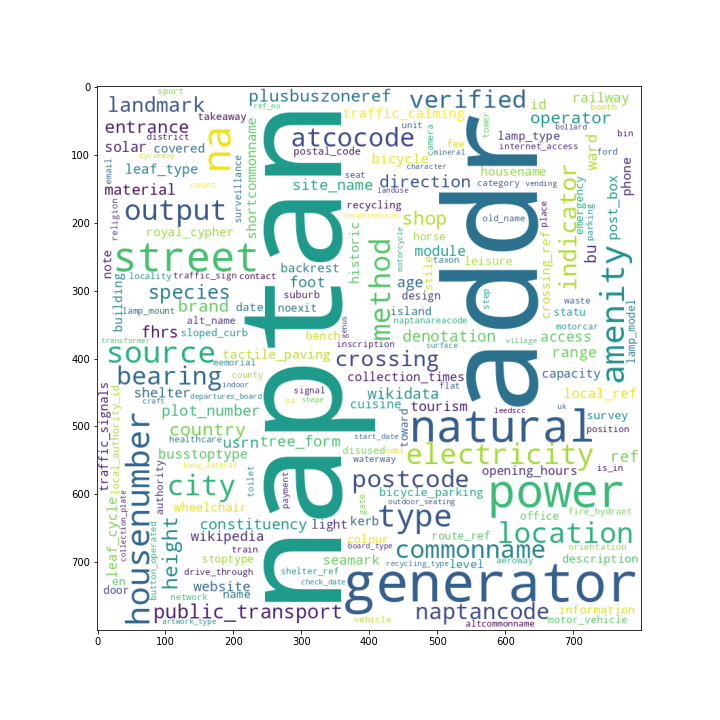 0
100
200
300
400
500
600
700
0 100 200 300 400 500 600 700
sport
landmark
takeaway
ref_no
plusbuszoneref
verified
id
railway
entrance
district
na
shortcommonname
naptan
traffic_calming
unit
camera
fee
tower
operator
bollard
booth
lamp_type
internet_access
bin
solar
covered
cycleway
email
leaf_type
surveillance
atcocode
postal_code
bicycle
mineral
character
addr
housename
ward
ford
phone
material
count
seat
site_name
landuse
direction
category
vending
emergency
post_box
output
religion
royal_cypher
recycling
denomination
shop
old_name
place
parking
indicator
note
street
historic
motorcycle
horse
module
stile
taxon
leisure
crossing_ref
bu
amenity
locality
traffic_sign
contact
backrest
foot
method
age
step
waste
building
species
suburb
date
design
lamp_mount
brand
noexit
island
naptanareacode
statu
motorcar
lamp_model
alt_name
fhrs
sloped_curb
genus
bench
inscription
denotation
surface
village
access
transformer
source
tactile_paving
memorial
crossing
range
bearing
county
indoor
signal
collection_times
flat
capacity
local_ref
shelter
departures_board
craft
sa
shape
cuisine
wikidata
toward
tourism
leedscc
uk
survey
position
traffic_signals
local_authority_id
plot_number
start_date
natural
housenumber
country
healthcare
usrn
tree_form
disused
waterway
busstoptype
buoy_lateral
electricity
ref
authority
toilet
payment
opening_hours
is_in
city
postcode
power
leaf_cycle
collection_plate
wheelchair
gate
bicycle_parking
outdoor_seating
type
office
fire_hydrant
button_operated
height
constituency
light
kerb
route_ref
location
wikipedia
train
colour
board_type
commonname
orientation
en
stoptype
drive_through
seamark
recycling_type
level
aeroway
description
door
website
name
shelter_ref
check_date
generator
network
public_transport
artwork_type
vehicle
naptancode
altcommonname
information
motor_vehicle